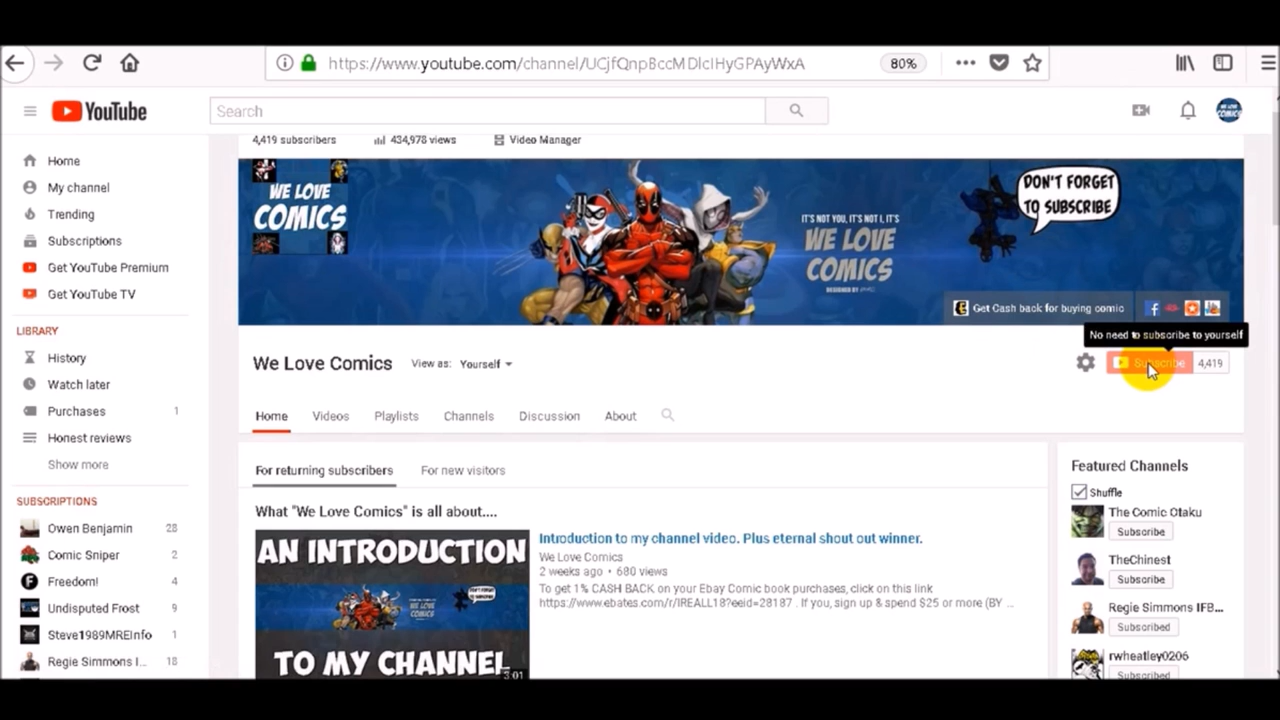 https://www.youtube.com/channel/
80%
YouTube
Search
4,419 subscribers
434,978 views
Video Manager
WE LOVE
COMICS
IT'S NOT YOU, IT'S NOT I, IT'S
WE LOVE
COMICS
DON'T FORGET
TO SUBSCRIBE
Get Cash back for buying comic
No need to subscribe to yourself
Home
My channel
Trending
Subscriptions
Get YouTube Premium
Get YouTube TV
LIBRARY
History
Watch later
Purchases 1
Honest reviews
Show more
SUBSCRIPTIONS
Owen Benjamin 28
Comic Sniper 2
Freedom! 4
Undisputed Frost 9
Steve1989MREInfo 1
Regie Simmons I... 18
We Love Comics
View as: Yourself
Subscribe 4,419
Home Videos Playlists Channels Discussion About
For returning subscribers For new visitors
What "We Love Comics" is all about....
AN INTRODUCTION
TO MY CHANNEL
3:01
Introduction to my channel video. Plus eternal shout out winner.
We Love Comics
2 weeks ago • 680 views
To get 1% CASH BACK on your Ebay Comic book purchases, click on this link
https://www.ebates.com/r/IREALL18?eeid=28187 . If you, sign up & spend $25 or more (BY ...
Featured Channels
Shuffle
The Comic Otaku
Subscribe
TheChinest
Subscribe
Regie Simmons IFB...
Subscribed
rwheatley0206
Subscribed